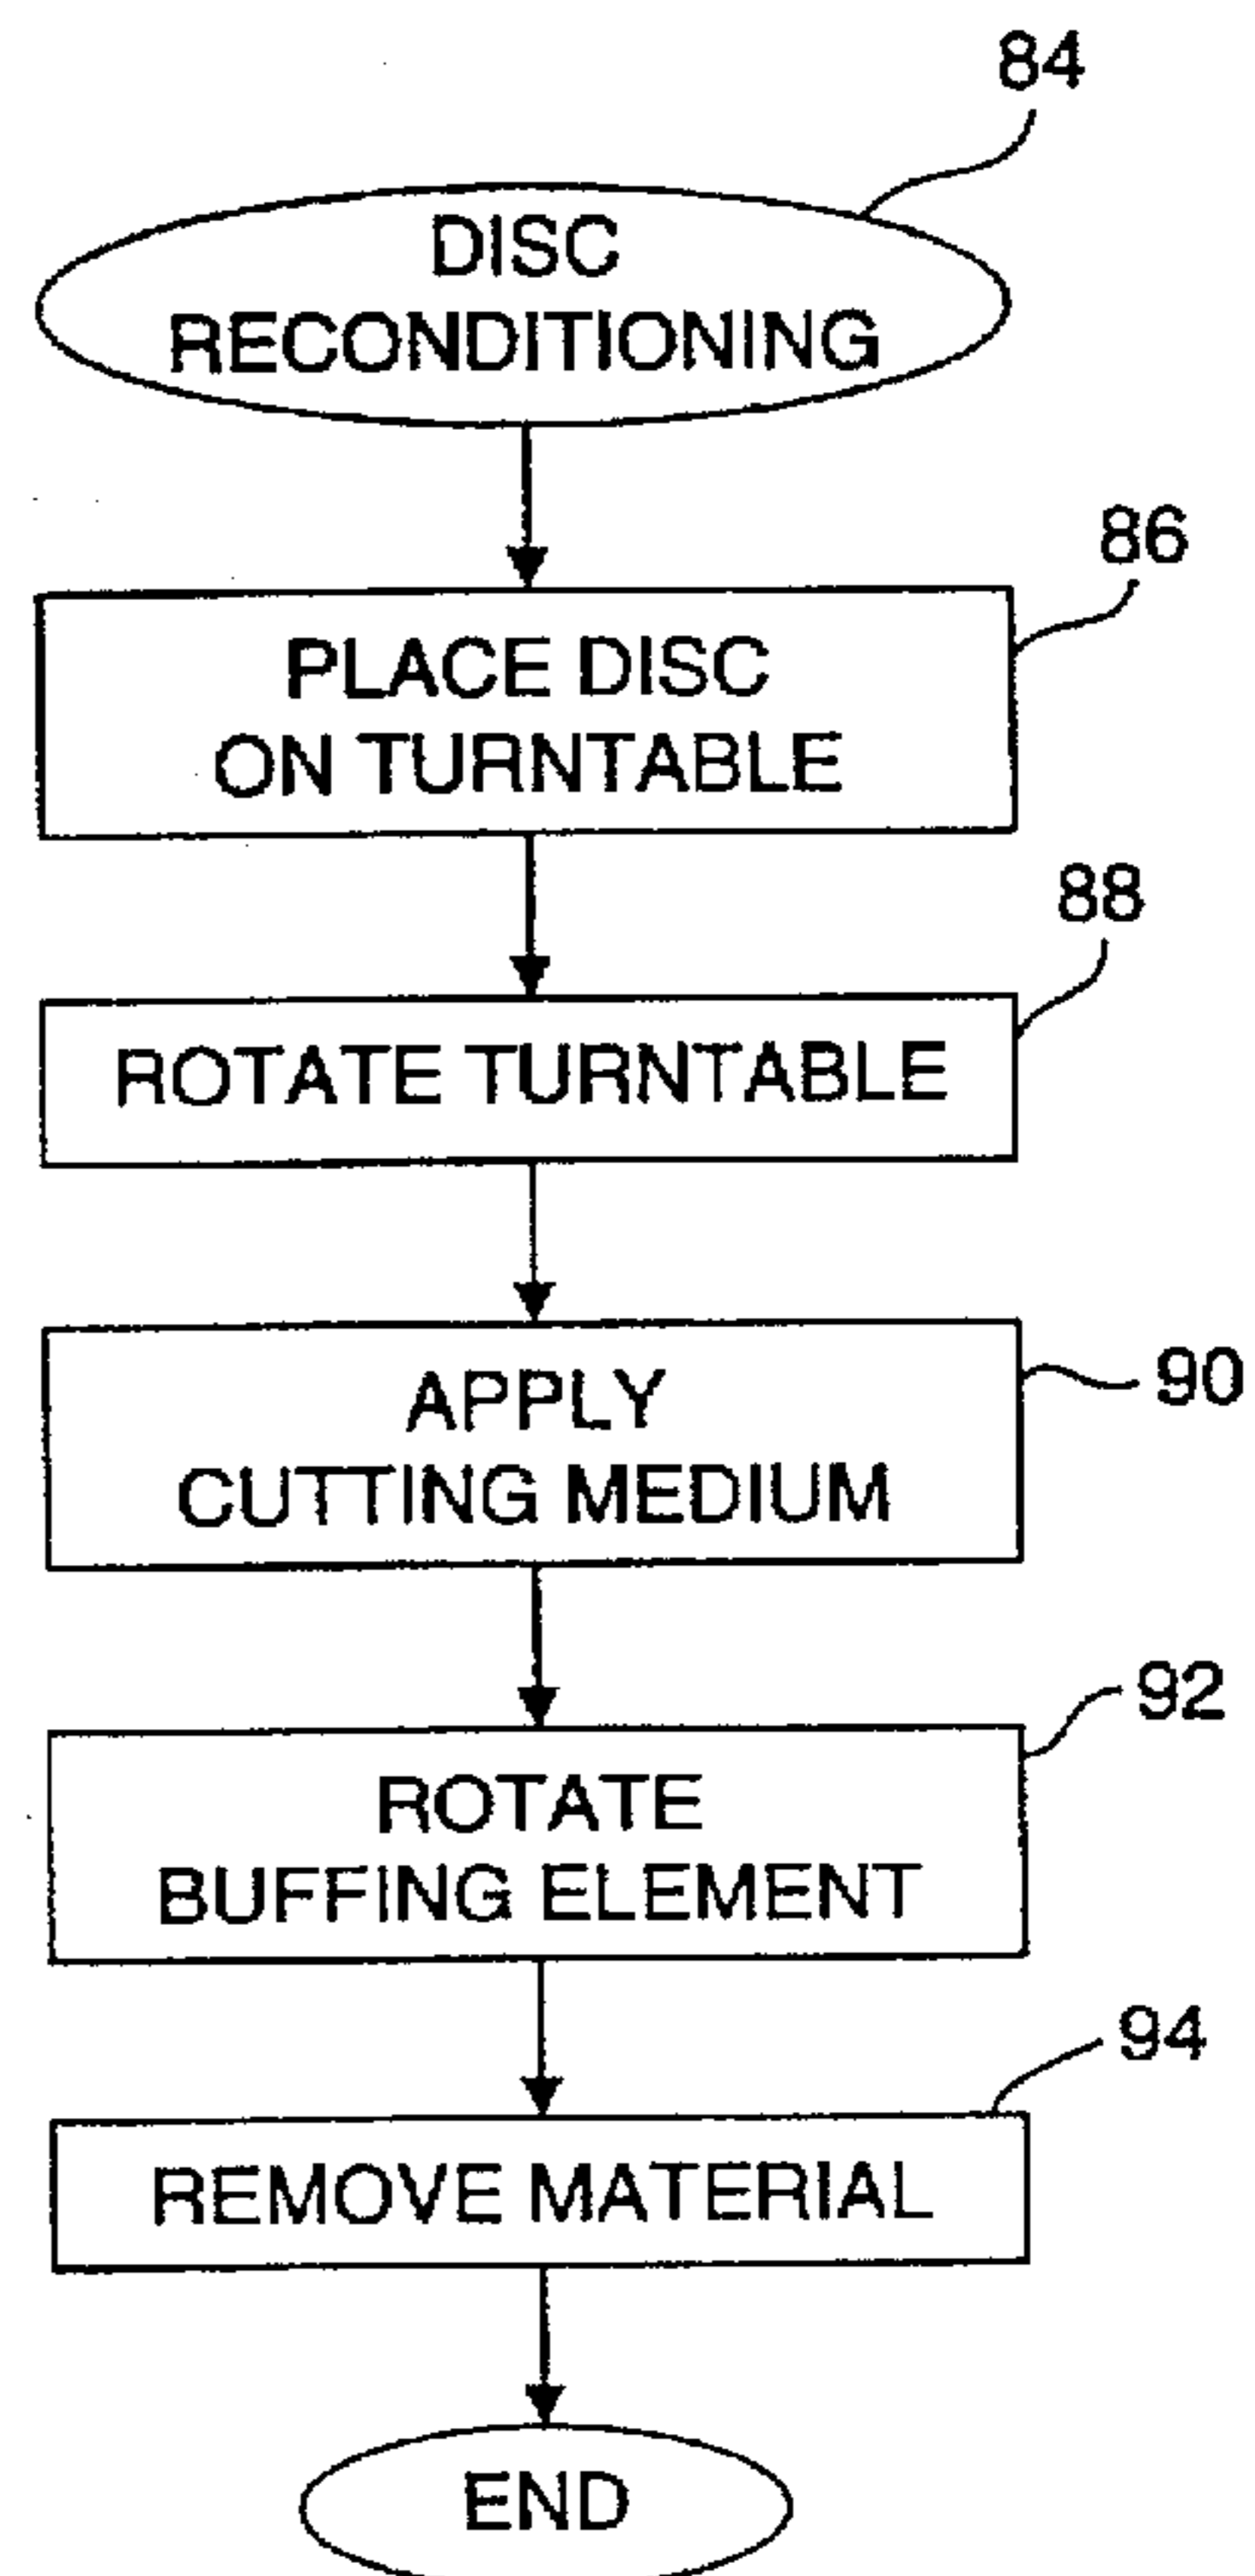 84
DISC
RECONDITIONING
86
PLACE DISC
ON TURNTABLE
88
ROTATE TURNTABLE
90
APPLY
CUTTING MEDIUM
92
ROTATE
BUFFING ELEMENT
94
REMOVE MATERIAL
END